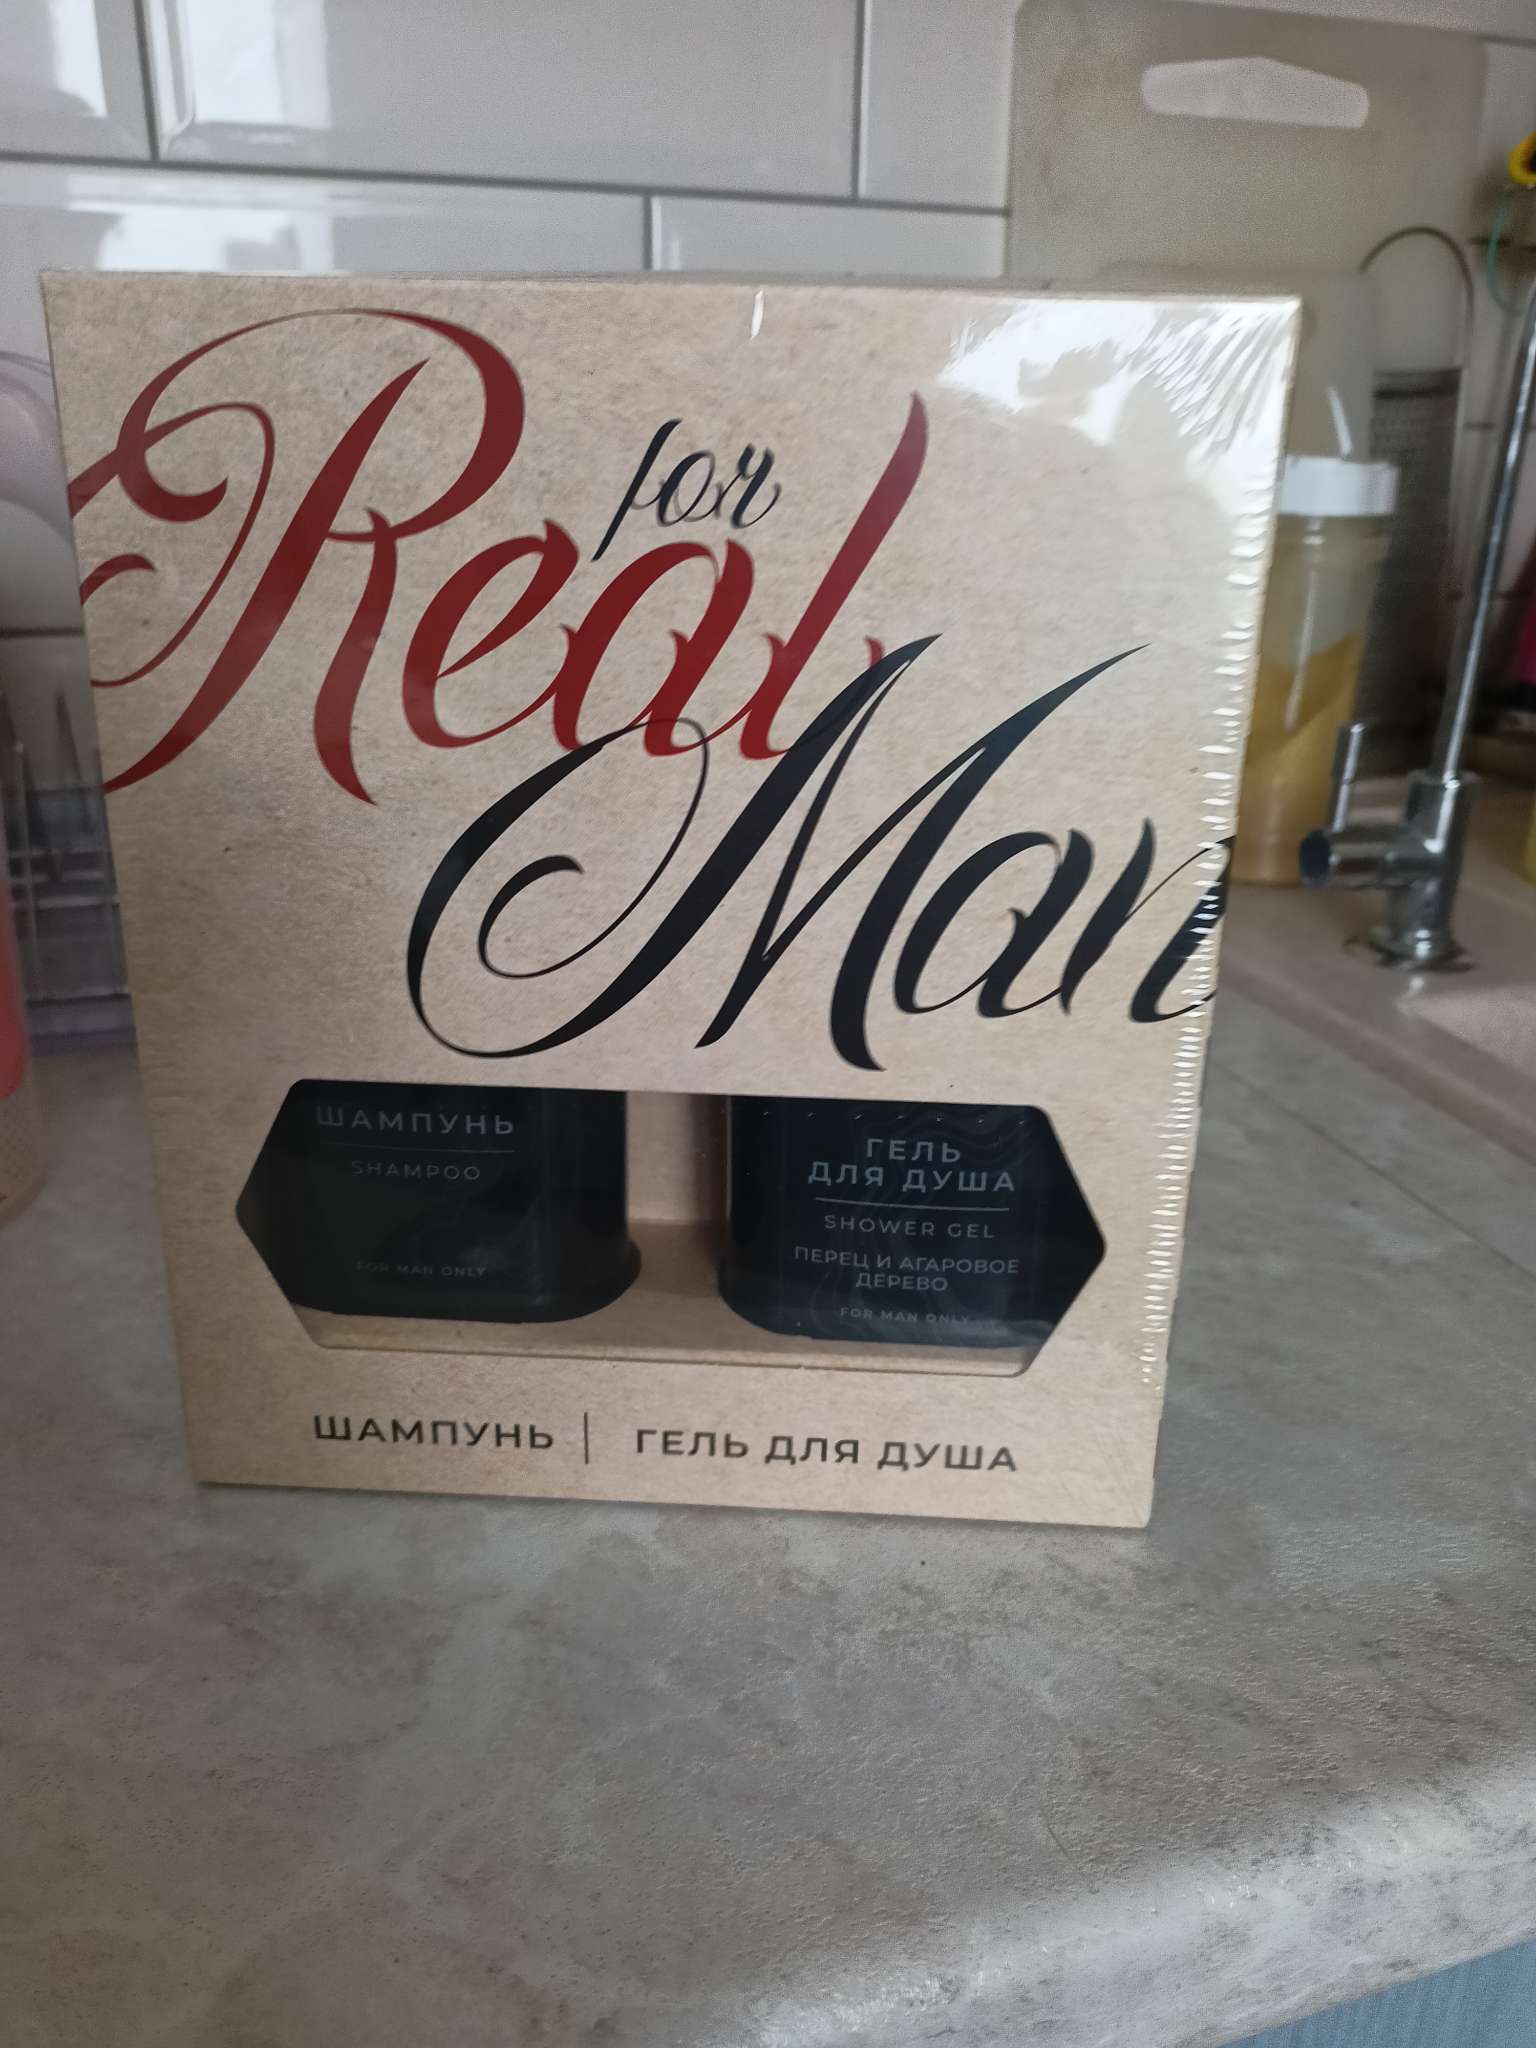 for
Real
Man
ШАМПУНЬ
SHAMPOO
FOR MAN ONLY
ГЕЛЬ
ДЛЯ ДУША
SHOWER GEL
ПЕРЕЦ И АГАРОВОЕ
ДЕРЕВО
FOR MAN ONLY
ШАМПУНЬ | ГЕЛЬ ДЛЯ ДУША